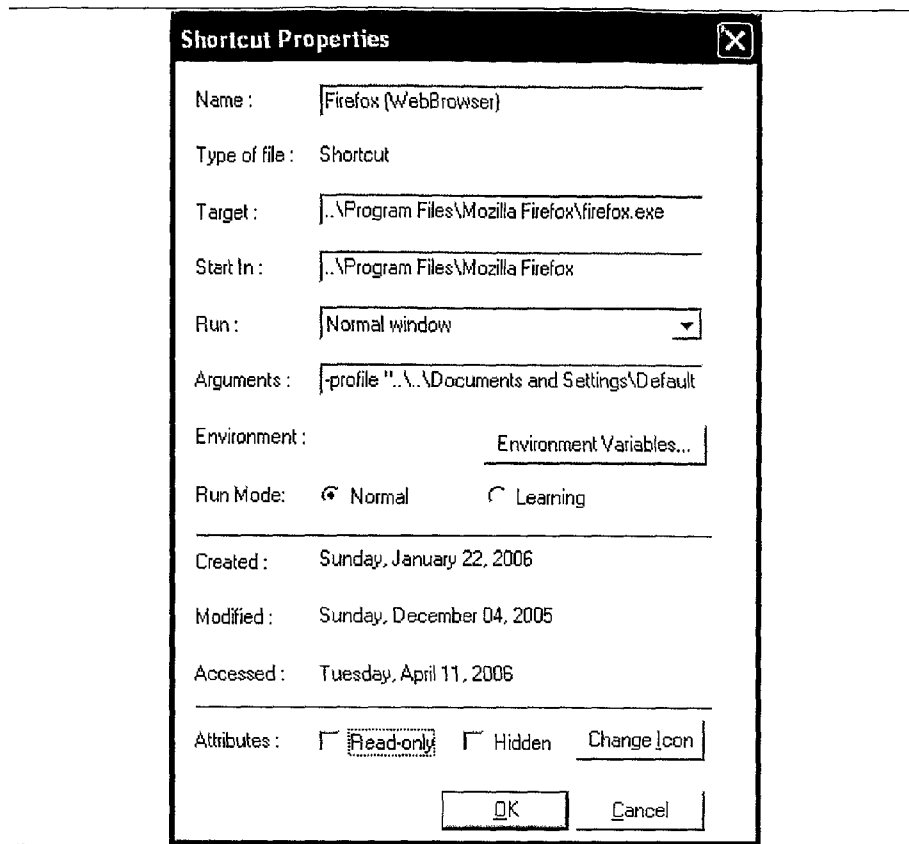 Shortcut Properties
Name : Firefox (WebBrowser)
Type of file : Shortcut
Target : ..\Program Files\Mozilla Firefox\firefox.exe
Start In : ..\Program Files\Mozilla Firefox
Run : Normal window
Arguments : -profile "..\..\Documents and Settings\Default
Environment : Environment Variables...
Run Mode: Normal Learning
Created : Sunday, January 22, 2006
Modified : Sunday, December 04, 2005
Accessed : Tuesday, April 11, 2006
Attributes : Read-only Hidden Change Icon
OK Cancel